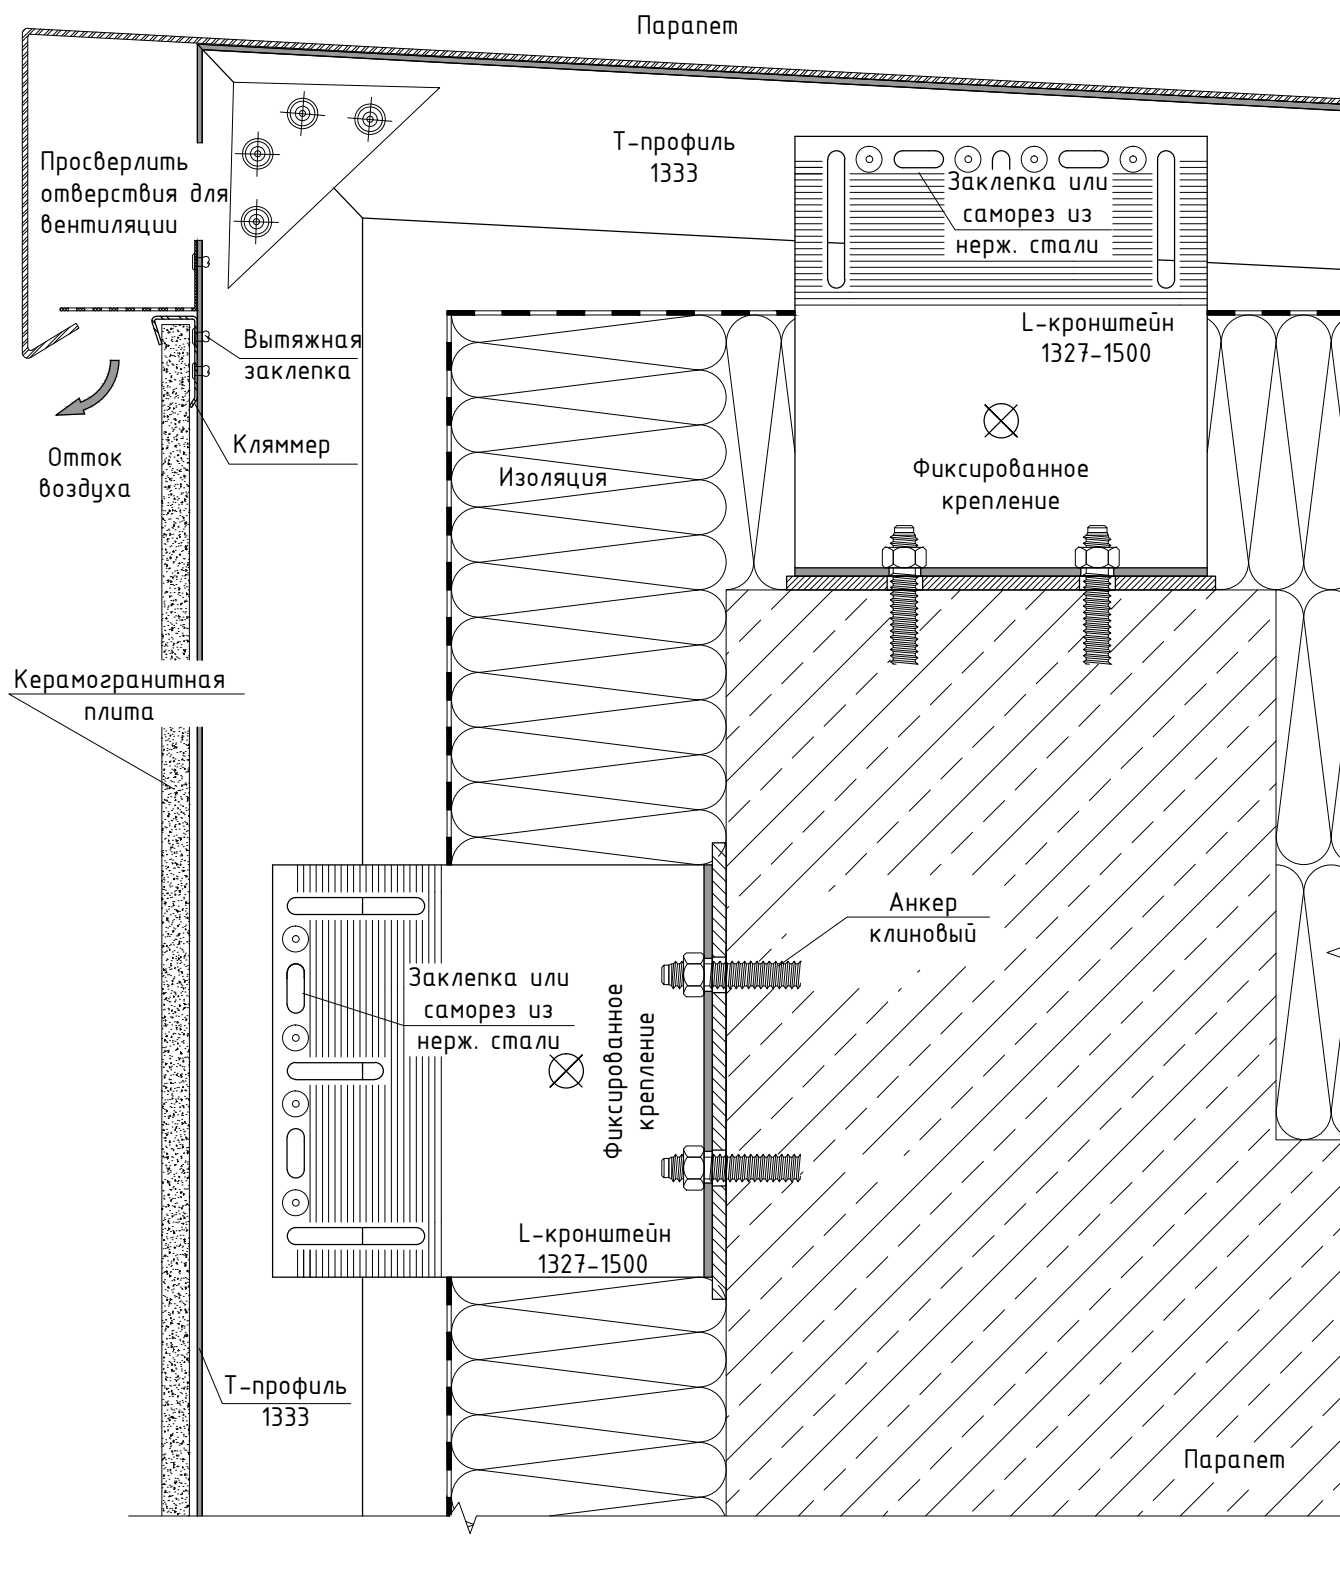 Парапет
Т-профиль
1333
Просверлить
отверстия для
вентиляции
Заклепка или
саморез из
нерж. стали
L-кронштейн
1327-1500
Вытяжная
заклепка
Кляммер
Отток
воздуха
Изоляция
Фиксированное
крепление
Керамогранитная
плита
Анкер
клиновый
Заклепка или
саморез из
нерж. стали
Фиксированное
крепление
L-кронштейн
1327-1500
Т-профиль
1333
Парапет